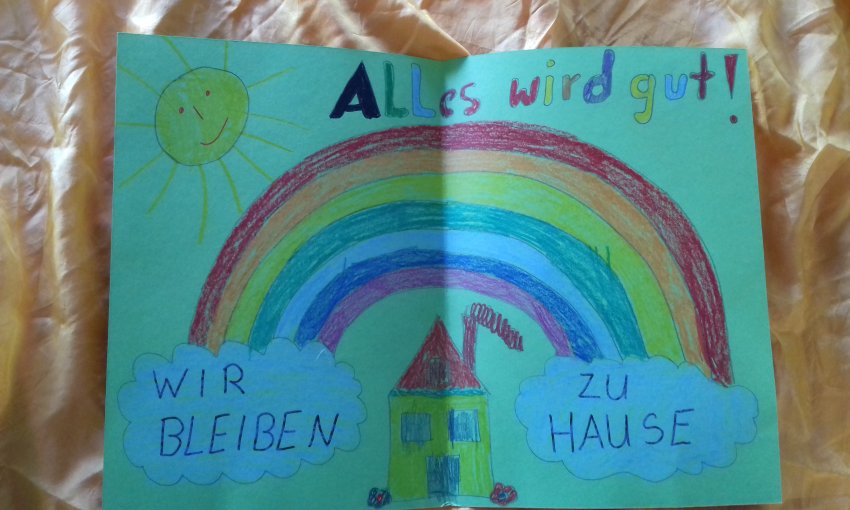 ALLes wird gut!
WIR
BLEIBEN
ZU
HAUSE